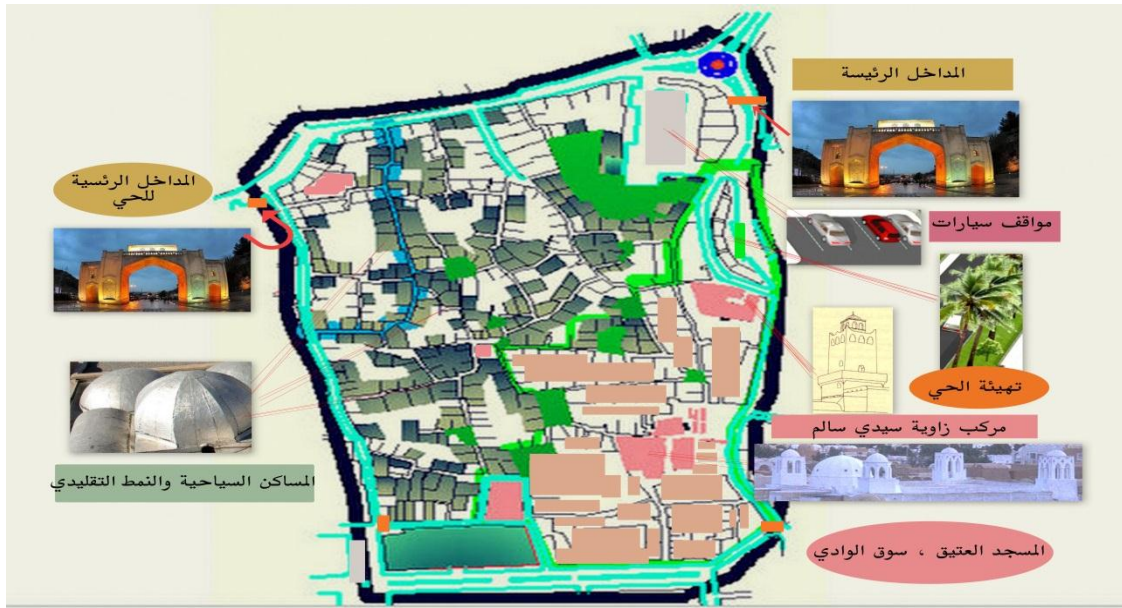 المداخل الرئيسة
المداخل الرئسية
للحي
مواقف سيارات
تهيئة الحي
مركب زاوية سيدي سالم
المساكن السياحية والنمط التقليدي
المسجد العتيق ، سوق الوادي